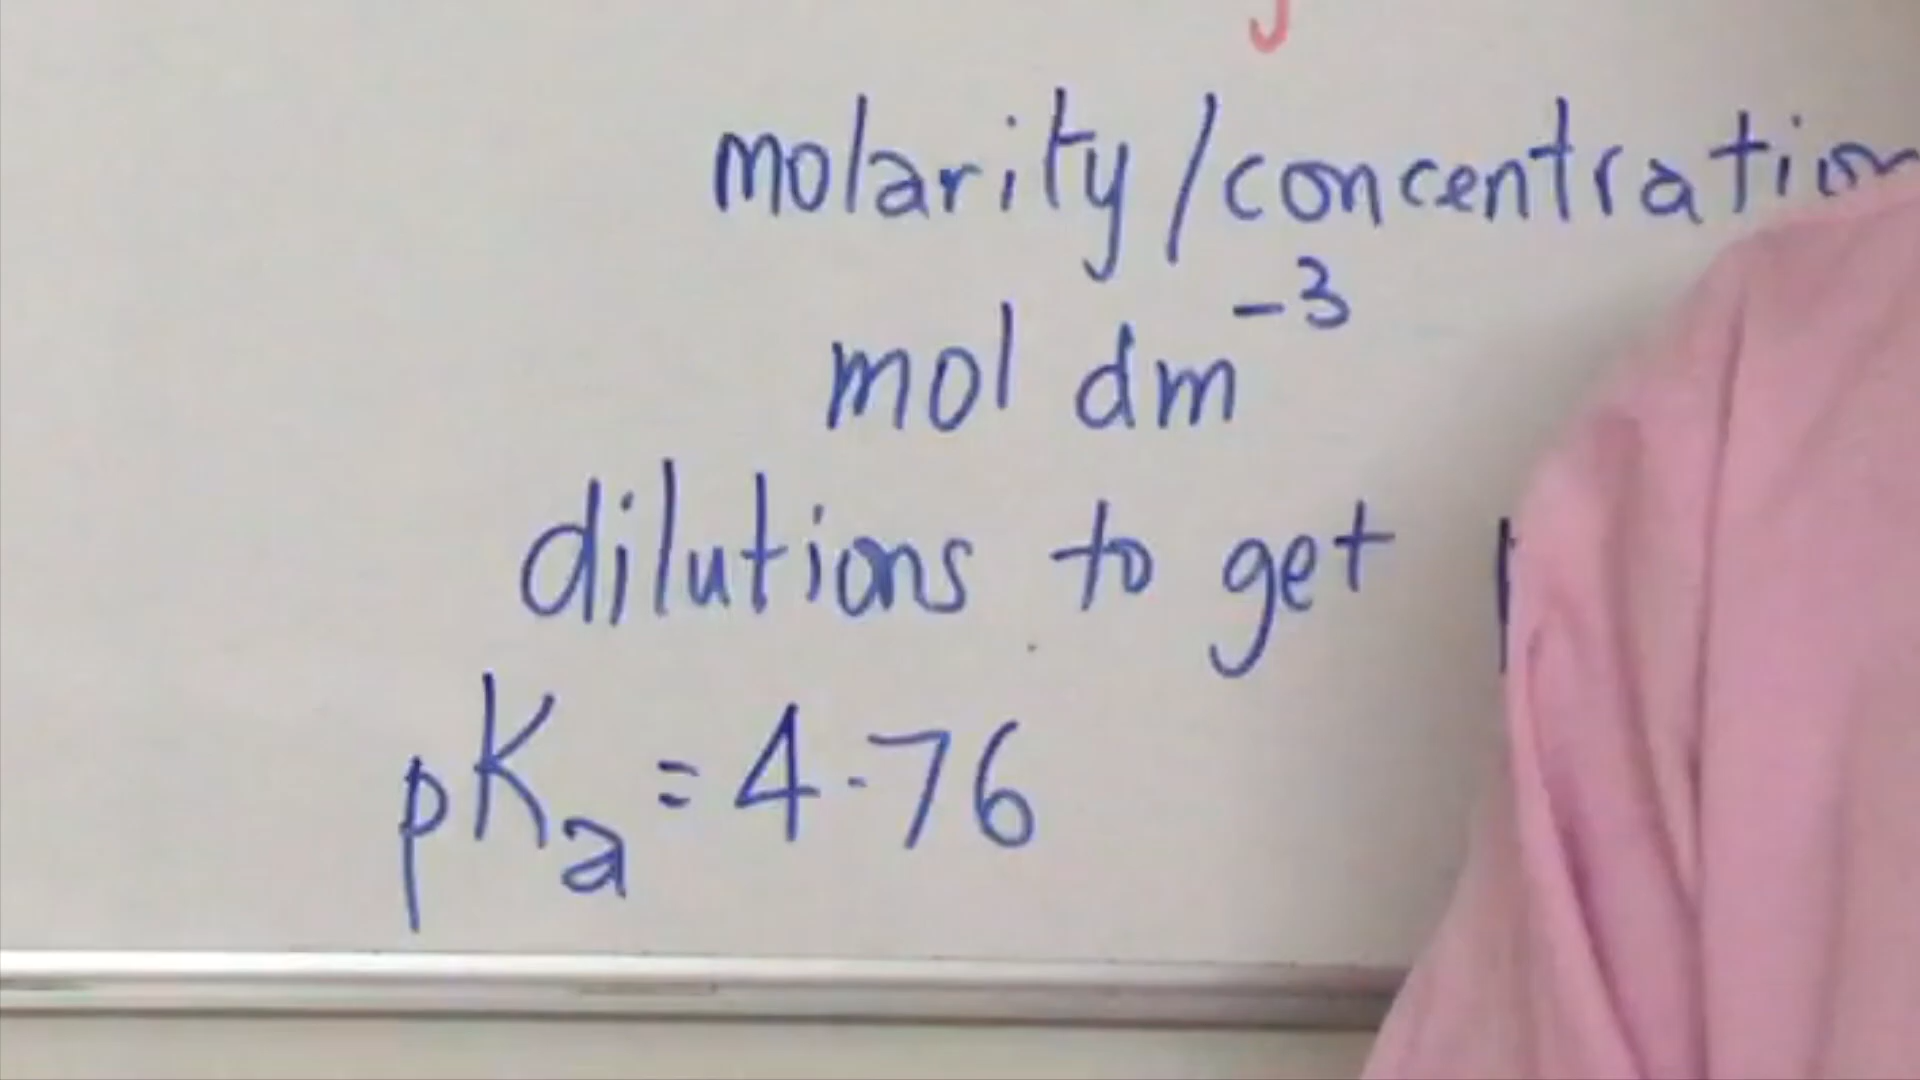 molarity/concentration
mol dm⁻³
dilutions to get
pKₐ = 4.76